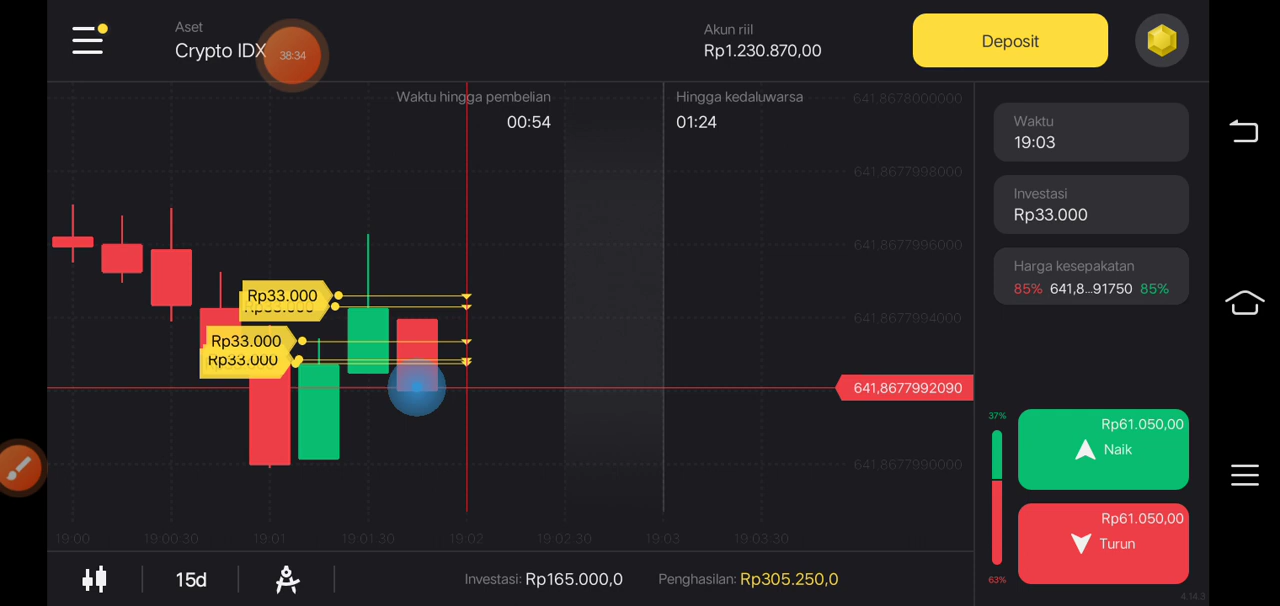 Aset
Crypto IDX
38:34
Akun riil
Rp1.230.870,00
Deposit
Waktu hingga pembelian
00:54
Hingga kedaluwarsa
01:24
641,8678000000
641,8677998000
641,8677996000
641,8677994000
641,8677992090
641,8677990000
Rp33.000
Rp33.000
Rp33.000
Rp33.000
19:00
19:00:30
19:01
19:01:30
19:02
19:02:30
19:03
19:03:30
Waktu
19:03
Investasi
Rp33.000
Harga kesepakatan
85% 641,8...91750 85%
37%
Rp61.050,00
Naik
Rp61.050,00
Turun
63%
15d
Investasi: Rp165.000,0
Penghasilan: Rp305.250,0
4.14.3